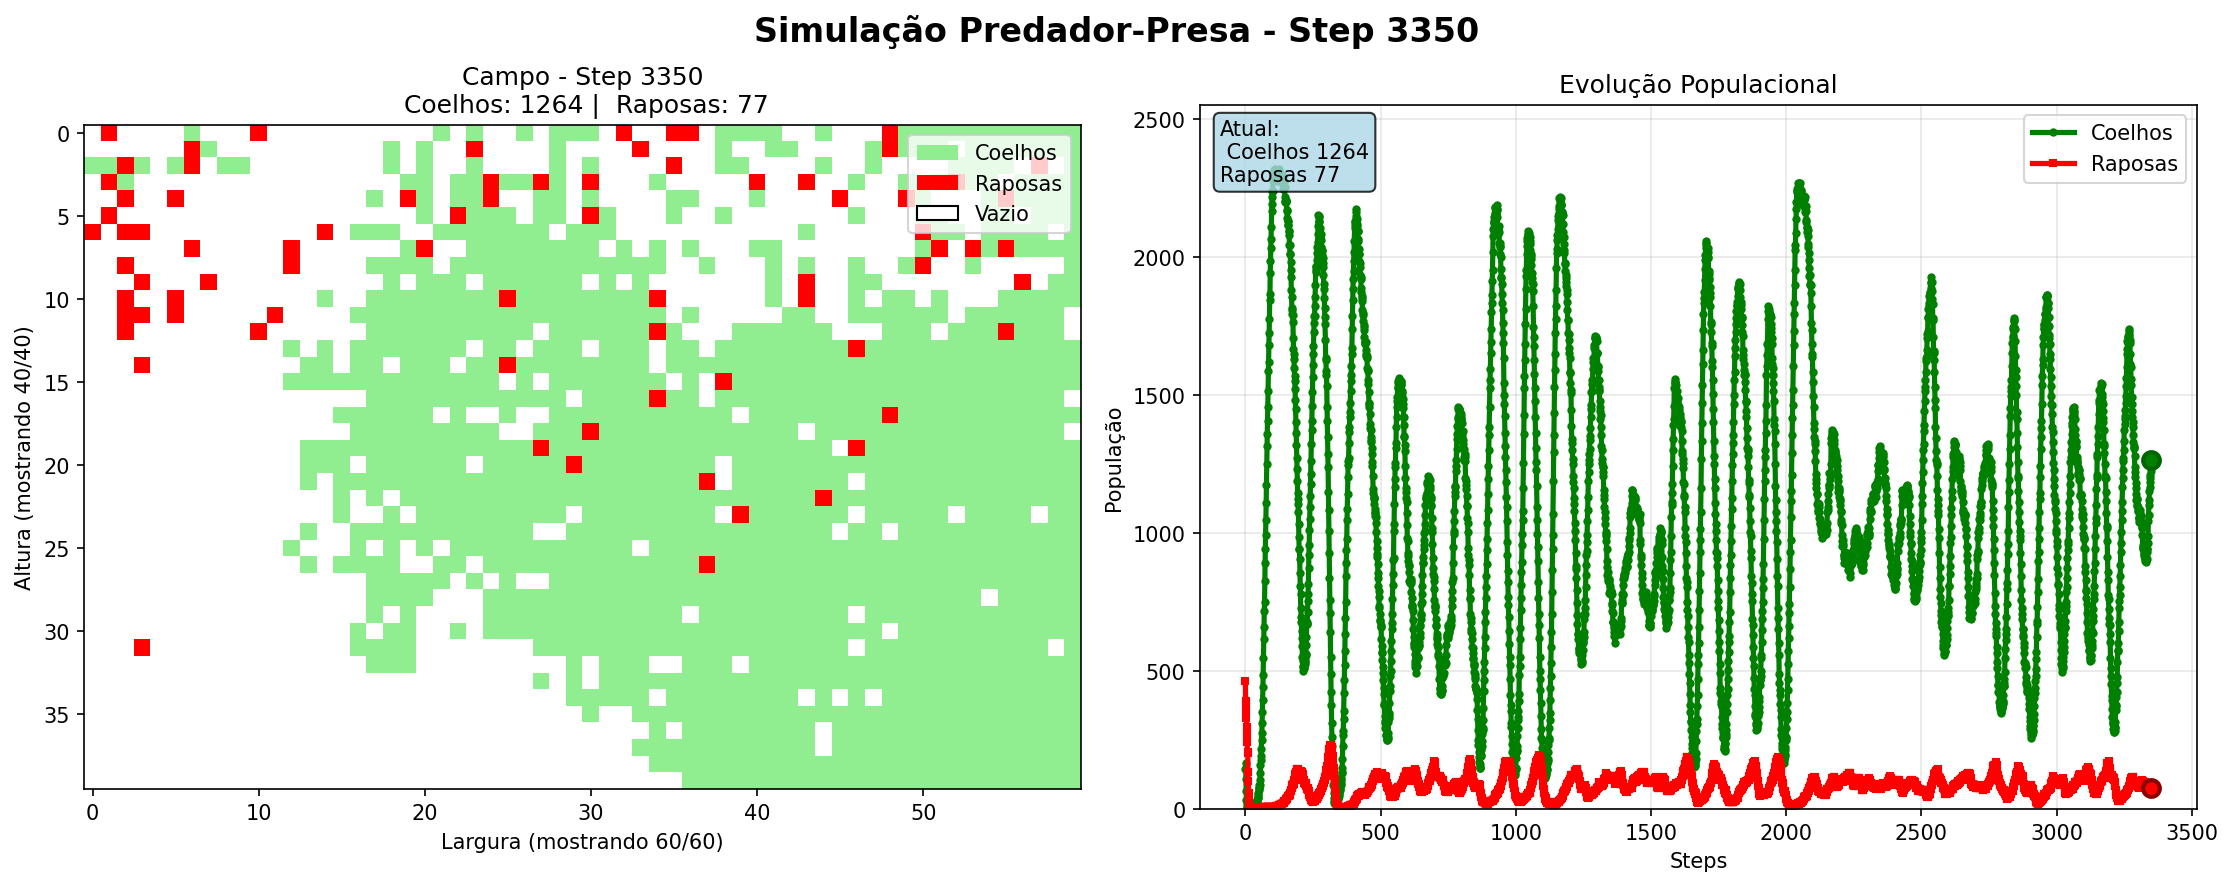 Simulação Predador-Presa - Step 3350
Campo - Step 3350
Coelhos: 1264 |  Raposas: 77
Coelhos
Raposas
Vazio
0
5
10
15
20
25
30
35
Altura (mostrando 40/40)
0
10
20
30
40
50
Largura (mostrando 60/60)
Evolução Populacional
Atual:
Coelhos 1264
Raposas 77
Coelhos
Raposas
2500
2000
1500
1000
500
0
População
0
500
1000
1500
2000
2500
3000
3500
Steps